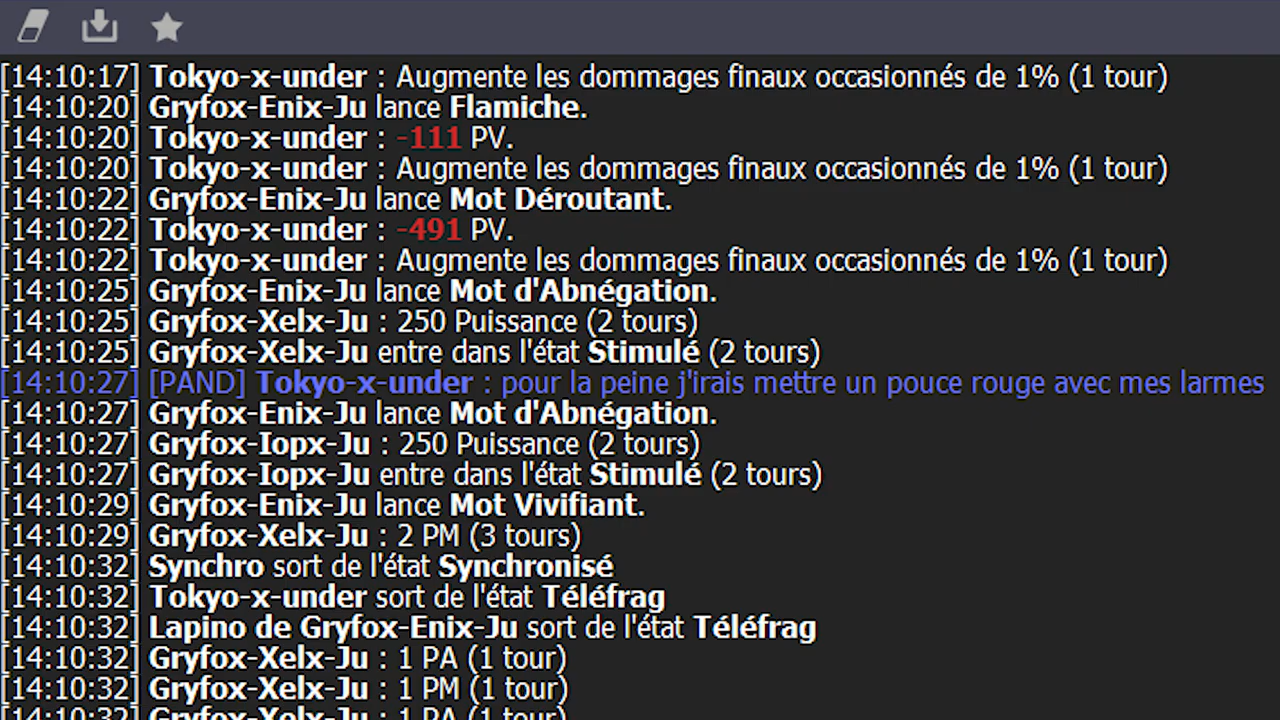 [14:10:17] Tokyo-x-under : Augmente les dommages finaux occasionnés de 1% (1 tour)
[14:10:20] Gryfox-Enix-Ju lance Flamiche.
[14:10:20] Tokyo-x-under : -111 PV.
[14:10:20] Tokyo-x-under : Augmente les dommages finaux occasionnés de 1% (1 tour)
[14:10:22] Gryfox-Enix-Ju lance Mot Déroutant.
[14:10:22] Tokyo-x-under : -491 PV.
[14:10:22] Tokyo-x-under : Augmente les dommages finaux occasionnés de 1% (1 tour)
[14:10:25] Gryfox-Enix-Ju lance Mot d'Abnégation.
[14:10:25] Gryfox-Xelx-Ju : 250 Puissance (2 tours)
[14:10:25] Gryfox-Xelx-Ju entre dans l'état Stimulé (2 tours)
[14:10:27] [PAND] Tokyo-x-under : pour la peine j'irais mettre un pouce rouge avec mes larmes
[14:10:27] Gryfox-Enix-Ju lance Mot d'Abnégation.
[14:10:27] Gryfox-Iopx-Ju : 250 Puissance (2 tours)
[14:10:27] Gryfox-Iopx-Ju entre dans l'état Stimulé (2 tours)
[14:10:29] Gryfox-Enix-Ju lance Mot Vivifiant.
[14:10:29] Gryfox-Xelx-Ju : 2 PM (3 tours)
[14:10:32] Synchro sort de l'état Synchronisé
[14:10:32] Tokyo-x-under sort de l'état Téléfrag
[14:10:32] Lapino de Gryfox-Enix-Ju sort de l'état Téléfrag
[14:10:32] Gryfox-Xelx-Ju : 1 PA (1 tour)
[14:10:32] Gryfox-Xelx-Ju : 1 PM (1 tour)
[14:10:32] Gryfox-Xelx-Ju : 1 PA (1 tour)